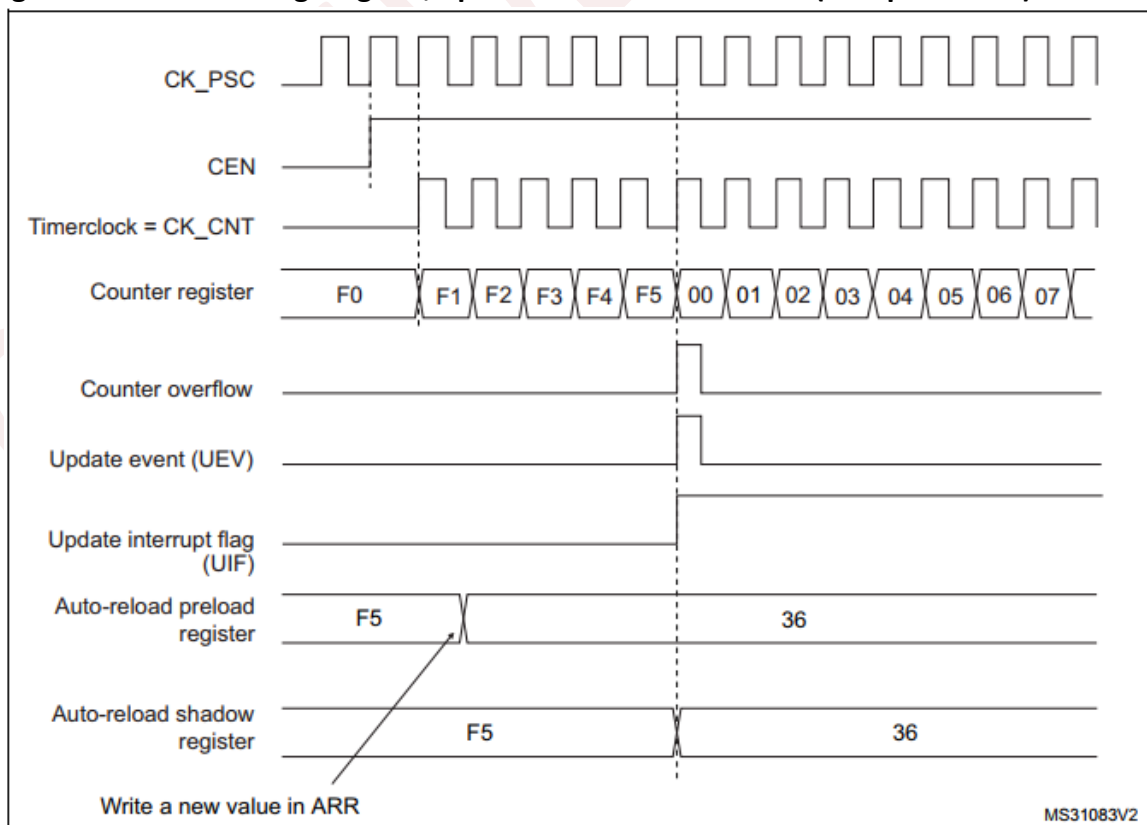 CK_PSC
CEN
Timerclock = CK_CNT
Counter register
F0 F1 F2 F3 F4 F5 00 01 02 03 04 05 06 07
Counter overflow
Update event (UEV)
Update interrupt flag
(UIF)
Auto-reload preload
register
F5 36
Auto-reload shadow
register
F5 36
Write a new value in ARR
MS31083V2